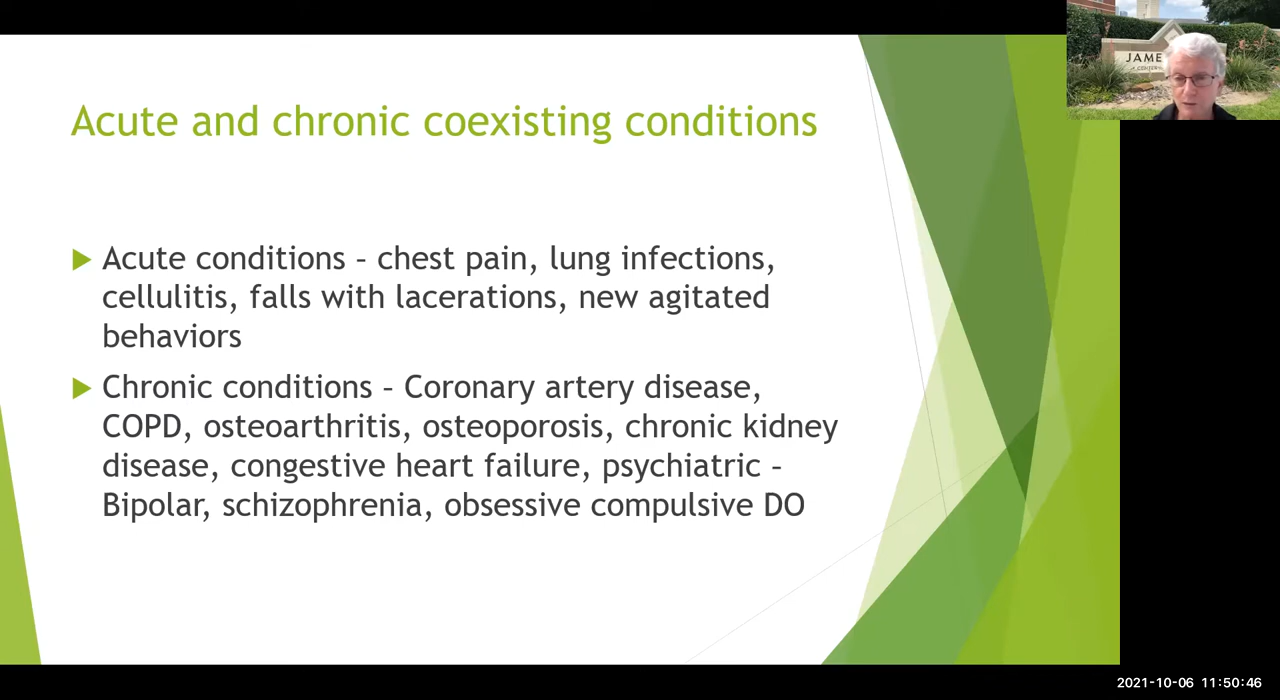 JAME
CENTER
Acute and chronic coexisting conditions
Acute conditions – chest pain, lung infections,
cellulitis, falls with lacerations, new agitated
behaviors
Chronic conditions – Coronary artery disease,
COPD, osteoarthritis, osteoporosis, chronic kidney
disease, congestive heart failure, psychiatric –
Bipolar, schizophrenia, obsessive compulsive DO
2021-10-06 11:50:46